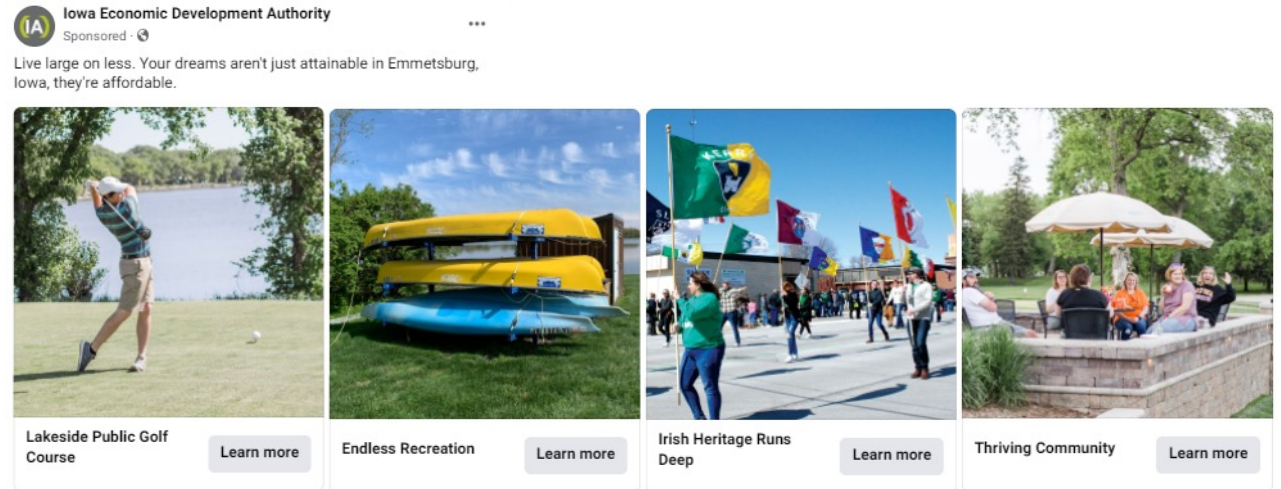 IA
Iowa Economic Development Authority
Sponsored ·
Live large on less. Your dreams aren't just attainable in Emmetsburg,
Iowa, they're affordable.
Lakeside Public Golf
Course
Learn more
Endless Recreation
Learn more
Irish Heritage Runs
Deep
Learn more
Thriving Community
Learn more